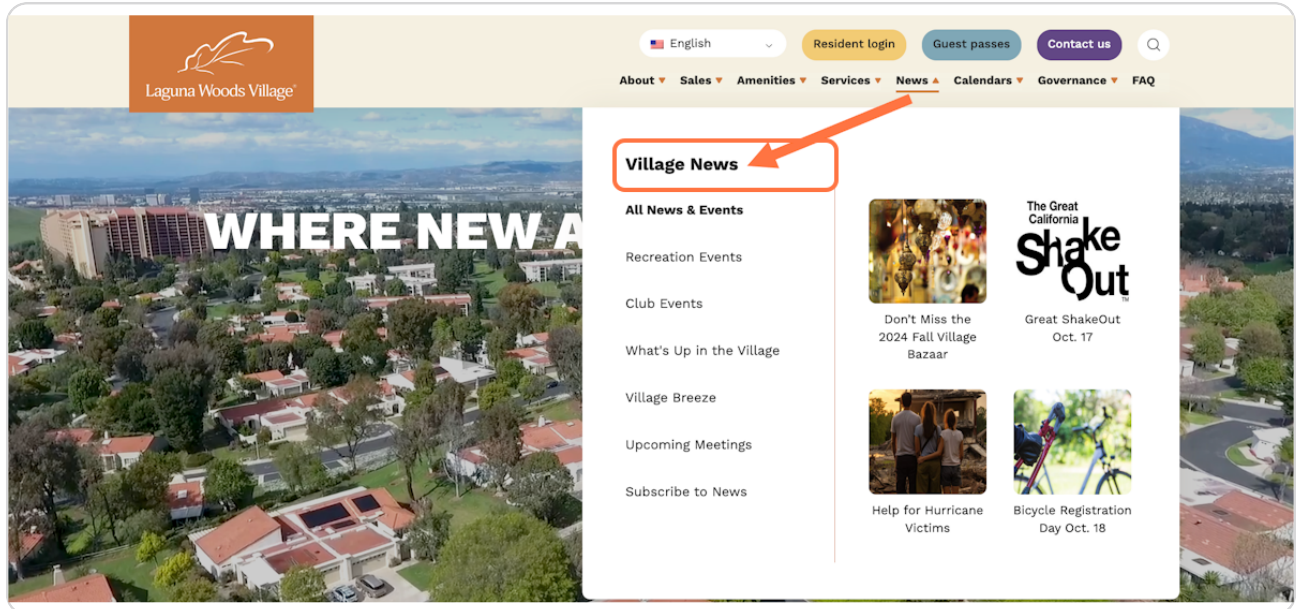 Laguna Woods Village®
English
Resident login
Guest passes
Contact us
About
Sales
Amenities
Services
News
Calendars
Governance
FAQ
WHERE NEW A
Village News
All News & Events
Recreation Events
Club Events
What's Up in the Village
Village Breeze
Upcoming Meetings
Subscribe to News
Don't Miss the
2024 Fall Village
Bazaar
The Great
California
Shake
Out™
Great ShakeOut
Oct. 17
Help for Hurricane
Victims
Bicycle Registration
Day Oct. 18